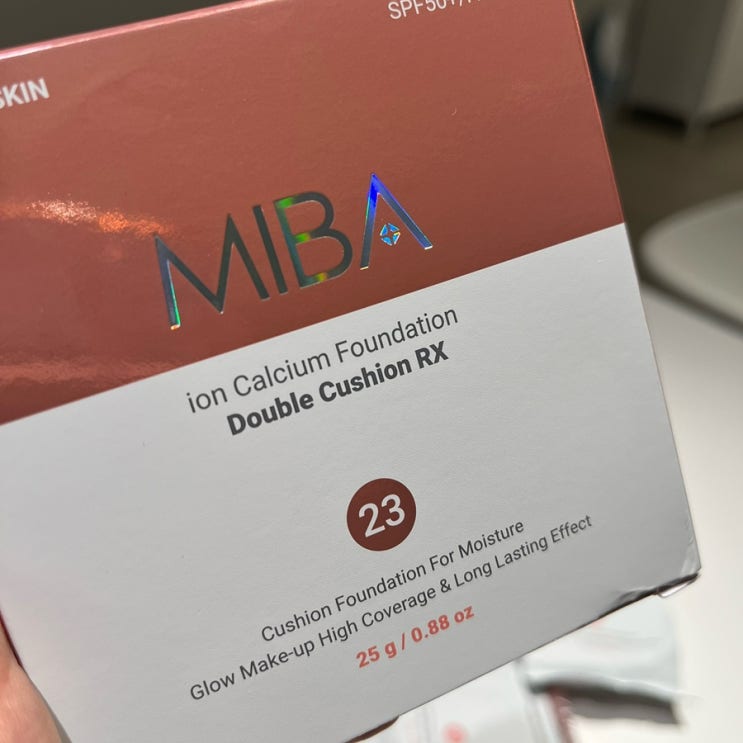 SKIN
MIBA
ion Calcium Foundation
Double Cushion RX
23
Cushion Foundation For Moisture
Glow Make-up High Coverage & Long Lasting Effect
25 g / 0.88 oz